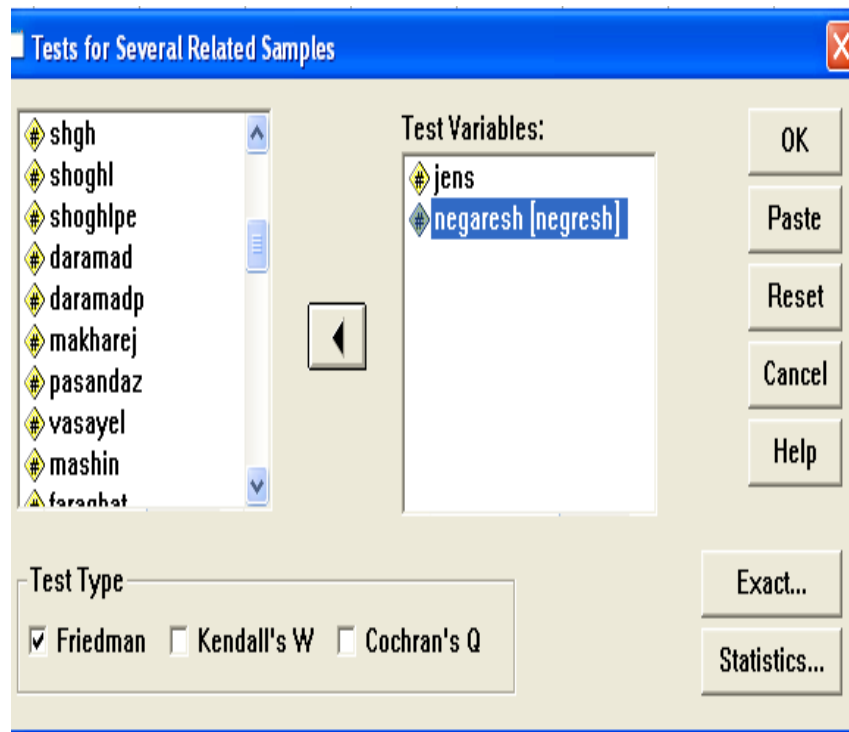 Tests for Several Related Samples
shgh
shoghl
shoghlpe
daramad
daramadp
makharej
pasandaz
vasayel
mashin
faraghat
Test Variables:
jens
negaresh [negresh]
OK
Paste
Reset
Cancel
Help
Test Type
Friedman Kendall's W Cochran's Q
Exact...
Statistics...